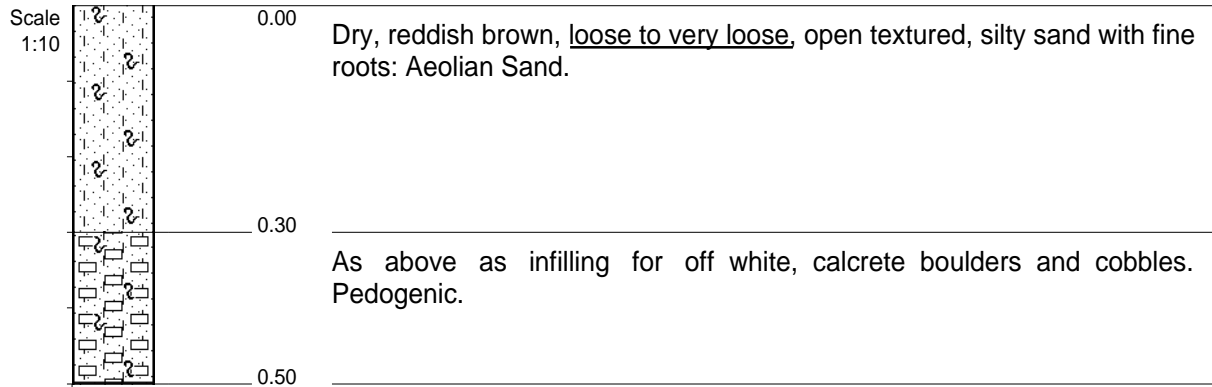 Scale
1:10
0.00
Dry, reddish brown, loose to very loose, open textured, silty sand with fine
roots: Aeolian Sand.
0.30
As above as infilling for off white, calcrete boulders and cobbles.
Pedogenic.
0.50